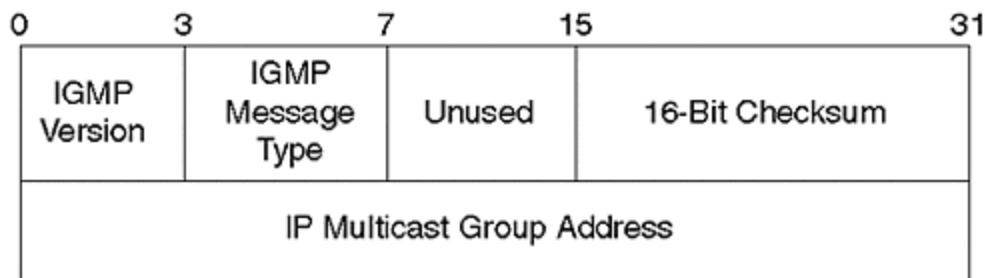 0 3 7 15 31
IGMP
Version
IGMP
Message
Type
Unused
16-Bit Checksum
IP Multicast Group Address